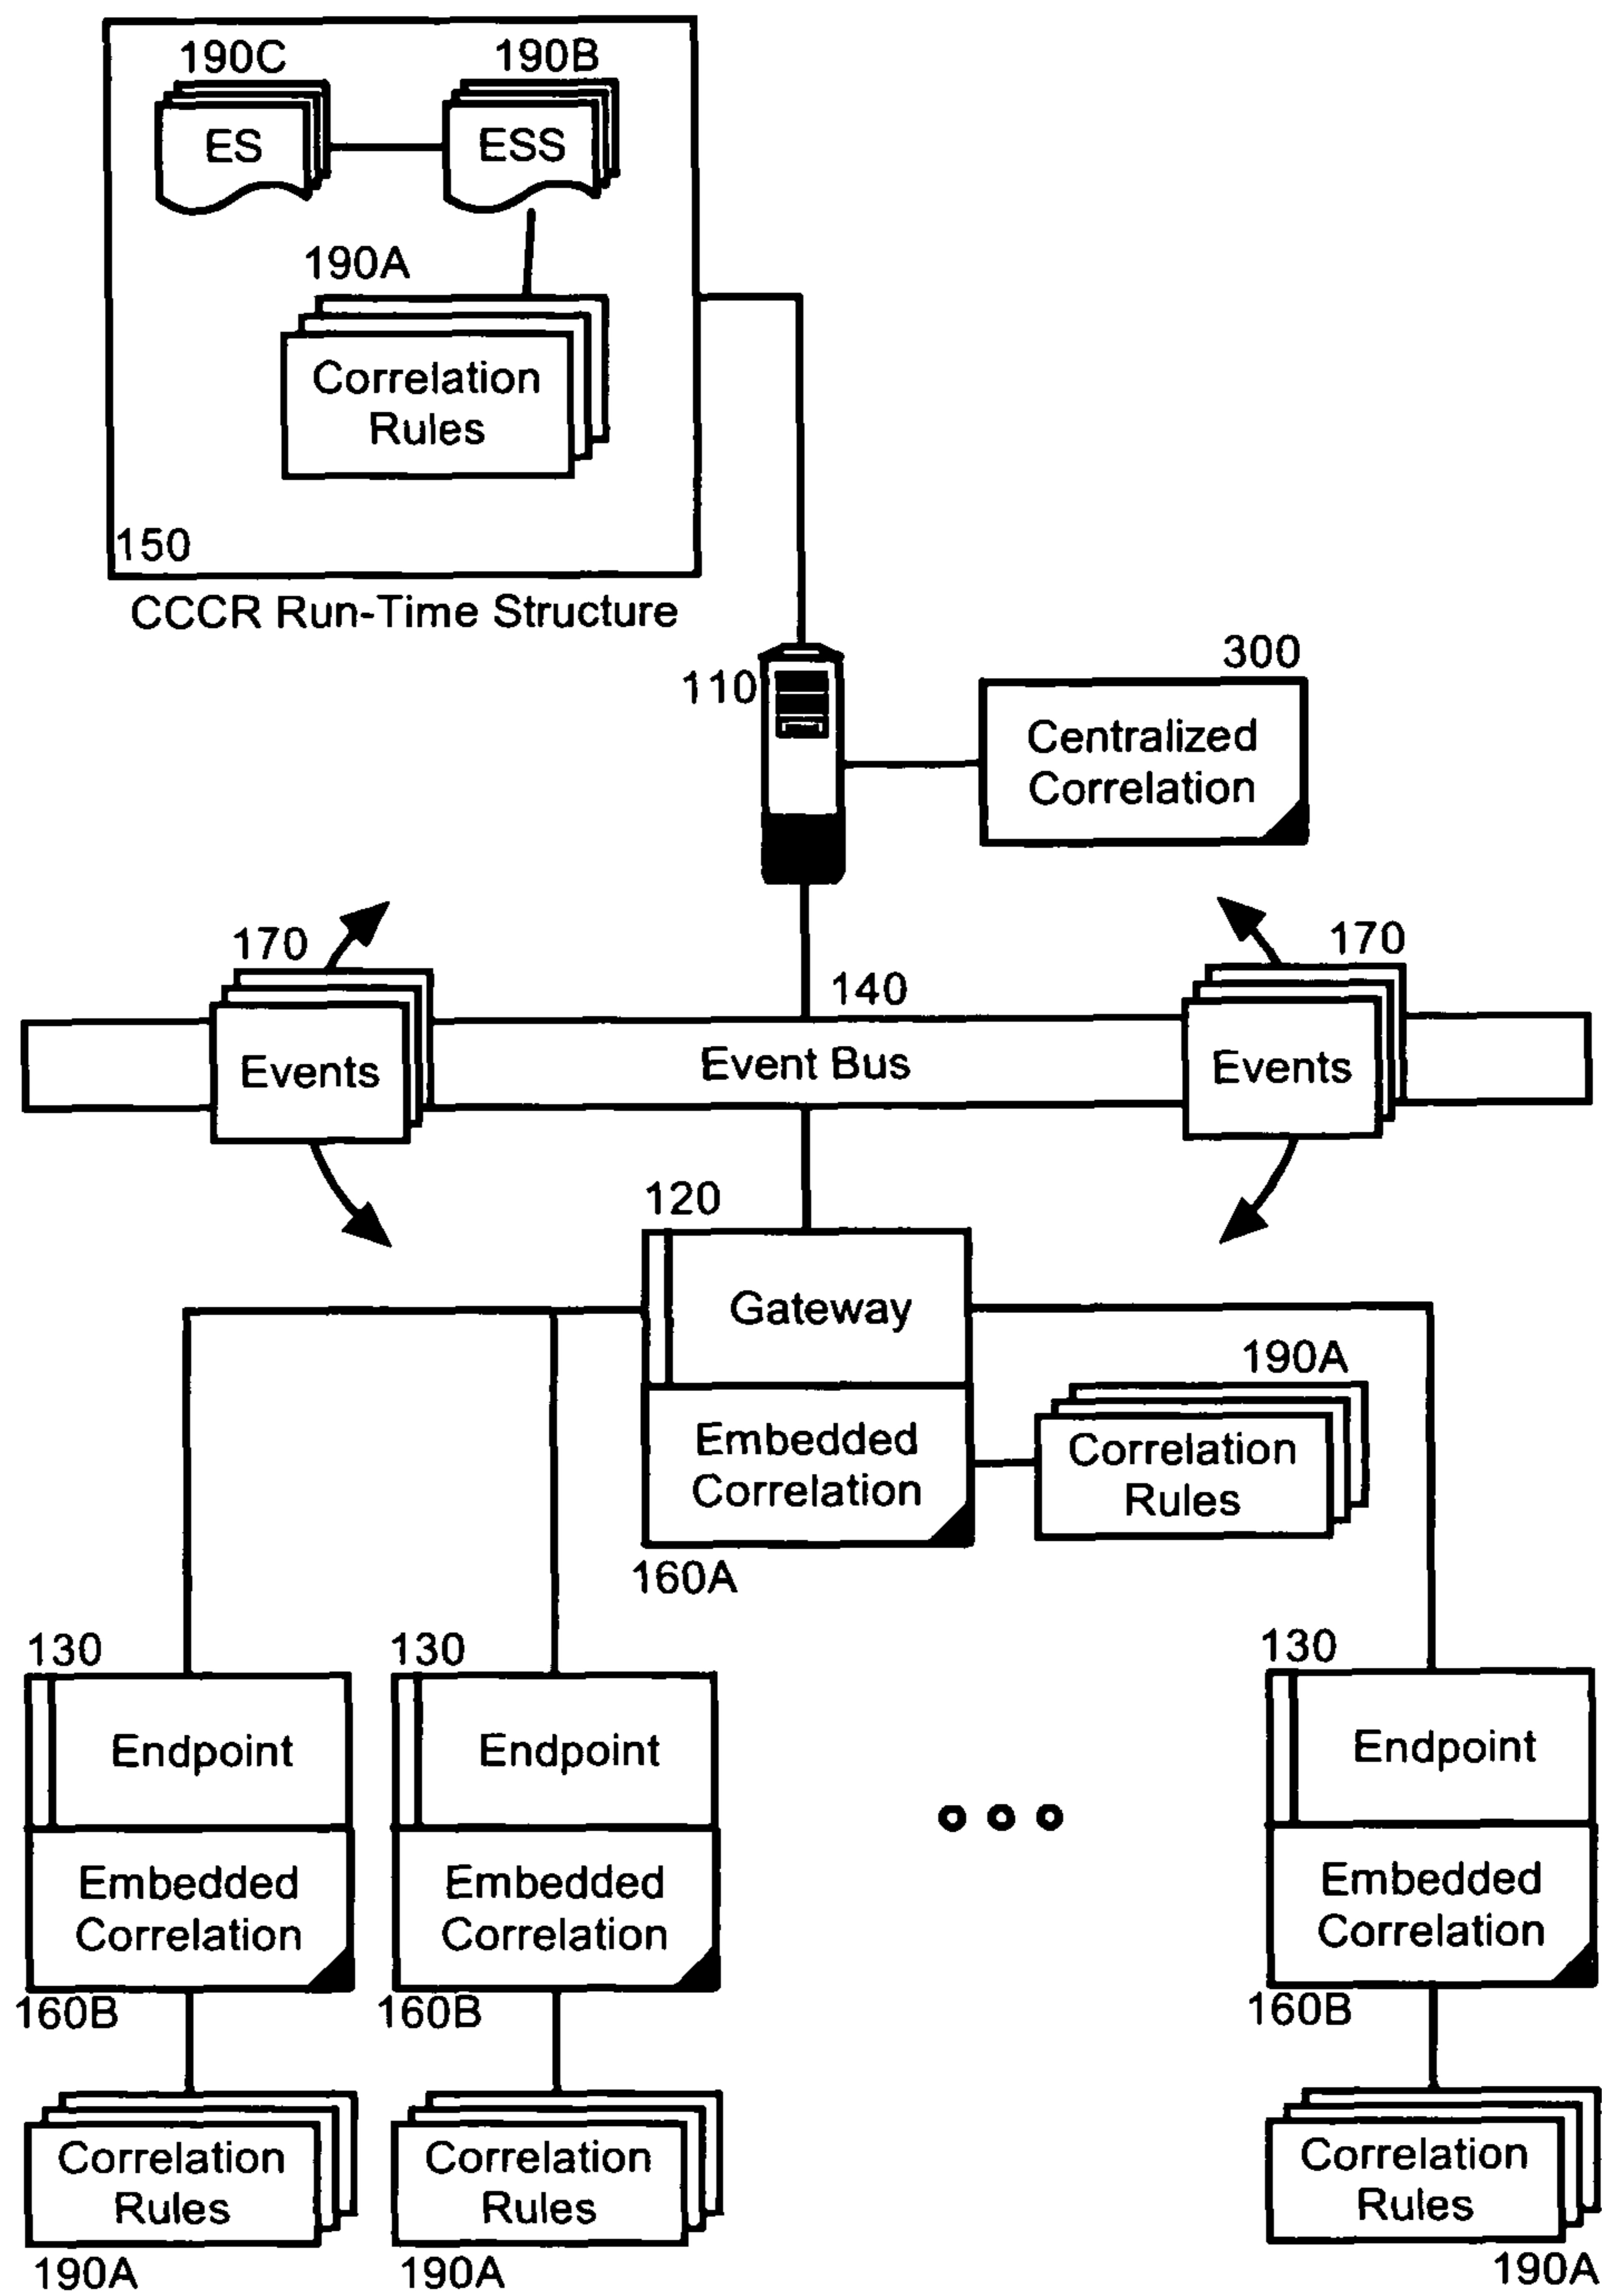 190C
190B
ES
ESS
190A
Correlation
Rules
150
CCCR Run-Time Structure
110
300
Centralized
Correlation
170
170
140
Events
Event Bus
Events
120
Gateway
190A
Embedded
Correlation
Correlation
Rules
160A
130
130
130
Endpoint
Endpoint
Endpoint
Embedded
Correlation
Embedded
Correlation
Embedded
Correlation
160B
160B
160B
Correlation
Rules
Correlation
Rules
Correlation
Rules
190A
190A
190A